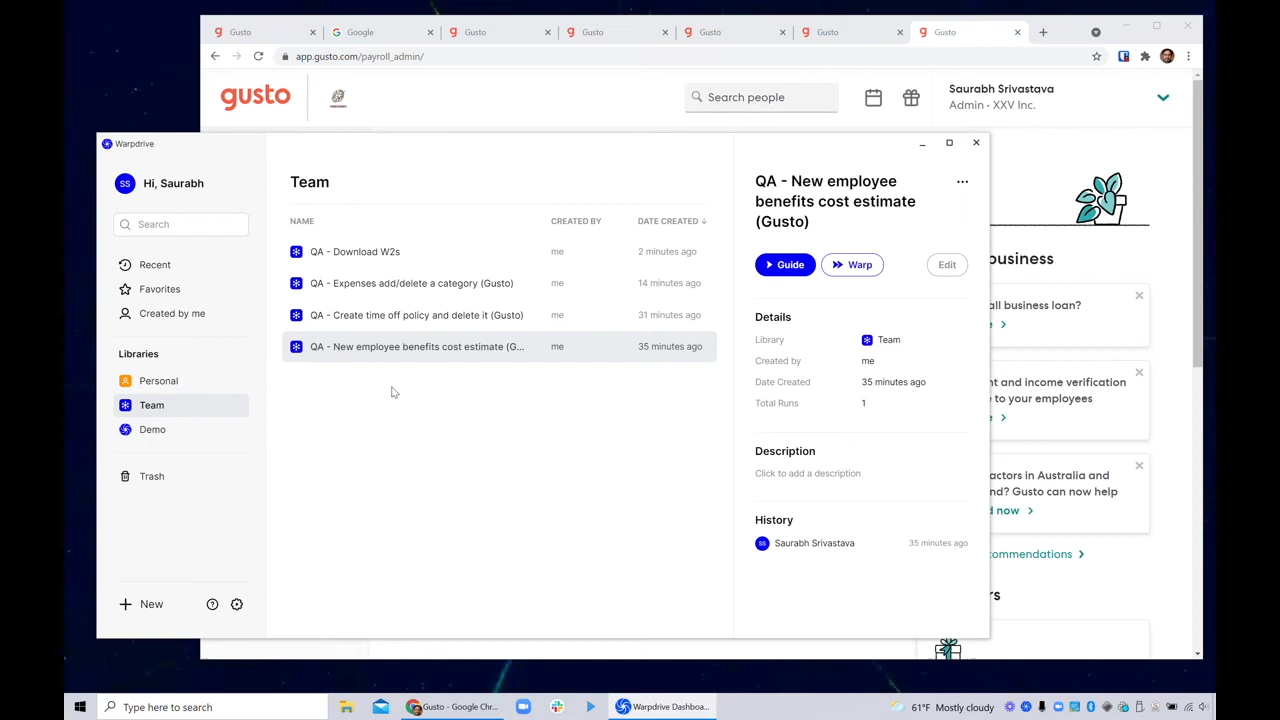 Gusto
Google
Gusto
Gusto
Gusto
Gusto
Gusto
app.gusto.com/payroll_admin/
gusto
Search people
Saurabh Srivastava
Admin · XXV Inc.
Warpdrive
SS
Hi, Saurabh
Search
Recent
Favorites
Created by me
Libraries
Personal
Team
Demo
Trash
New
Team
NAME CREATED BY DATE CREATED
QA - Download W2s me 2 minutes ago
QA - Expenses add/delete a category (Gusto) me 14 minutes ago
QA - Create time off policy and delete it (Gusto) me 31 minutes ago
QA - New employee benefits cost estimate (G... me 35 minutes ago
QA - New employee
benefits cost estimate
(Gusto)
Guide
Warp
Edit
Details
Library Team
Created by me
Date Created 35 minutes ago
Total Runs 1
Description
Click to add a description
History
SS Saurabh Srivastava 35 minutes ago
business
all business loan?
nt and income verification
e to your employees
actors in Australia and
nd? Gusto can now help
d now
commendations
rs
Type here to search
Gusto - Google Chr...
Warpdrive Dashboa...
61°F Mostly cloudy